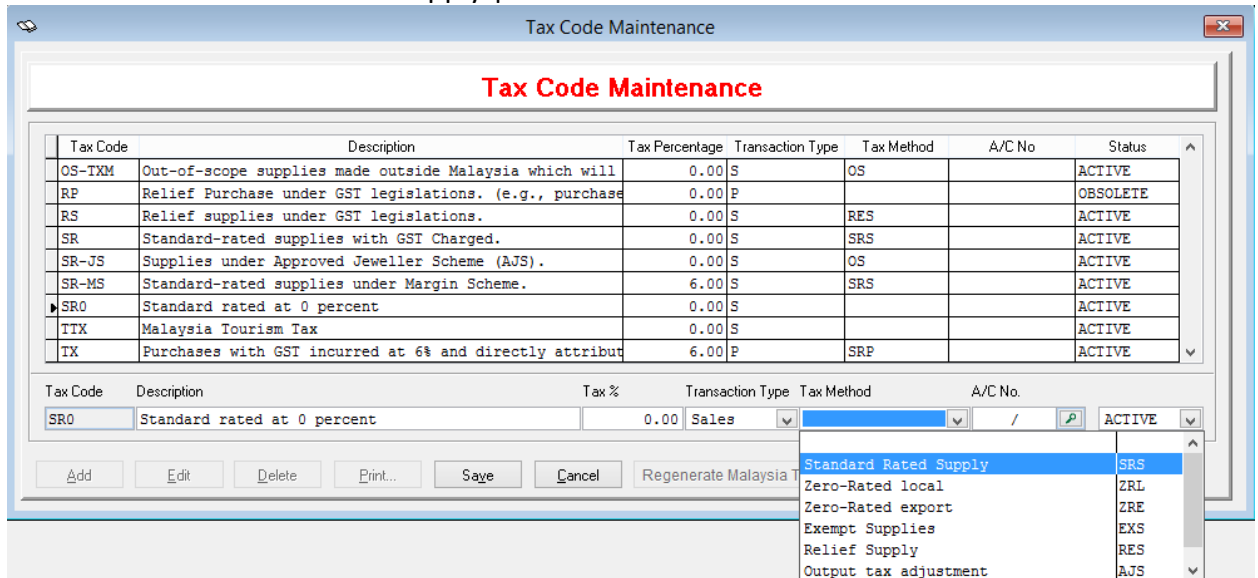 Tax Code Maintenance
Tax Code Maintenance
Tax Code Description Tax Percentage Transaction Type Tax Method A/C No Status
OS-TXM Out-of-scope supplies made outside Malaysia which will 0.00 S OS ACTIVE
RP Relief Purchase under GST legislations. (e.g., purchase 0.00 P OBSOLETE
RS Relief supplies under GST legislations. 0.00 S RES ACTIVE
SR Standard-rated supplies with GST Charged. 0.00 S SRS ACTIVE
SR-JS Supplies under Approved Jeweller Scheme (AJS). 0.00 S OS ACTIVE
SR-MS Standard-rated supplies under Margin Scheme. 6.00 S SRS ACTIVE
SR0 Standard rated at 0 percent 0.00 S ACTIVE
TTX Malaysia Tourism Tax 0.00 S ACTIVE
TX Purchases with GST incurred at 6% and directly attribut 6.00 P SRP ACTIVE
Tax Code Description Tax % Transaction Type Tax Method A/C No.
SR0 Standard rated at 0 percent 0.00 Sales / ACTIVE
Add Edit Delete Print... Save Cancel Regenerate Malaysia T
Standard Rated Supply SRS
Zero-Rated local ZRL
Zero-Rated export ZRE
Exempt Supplies EXS
Relief Supply RES
Output tax adjustment AJS